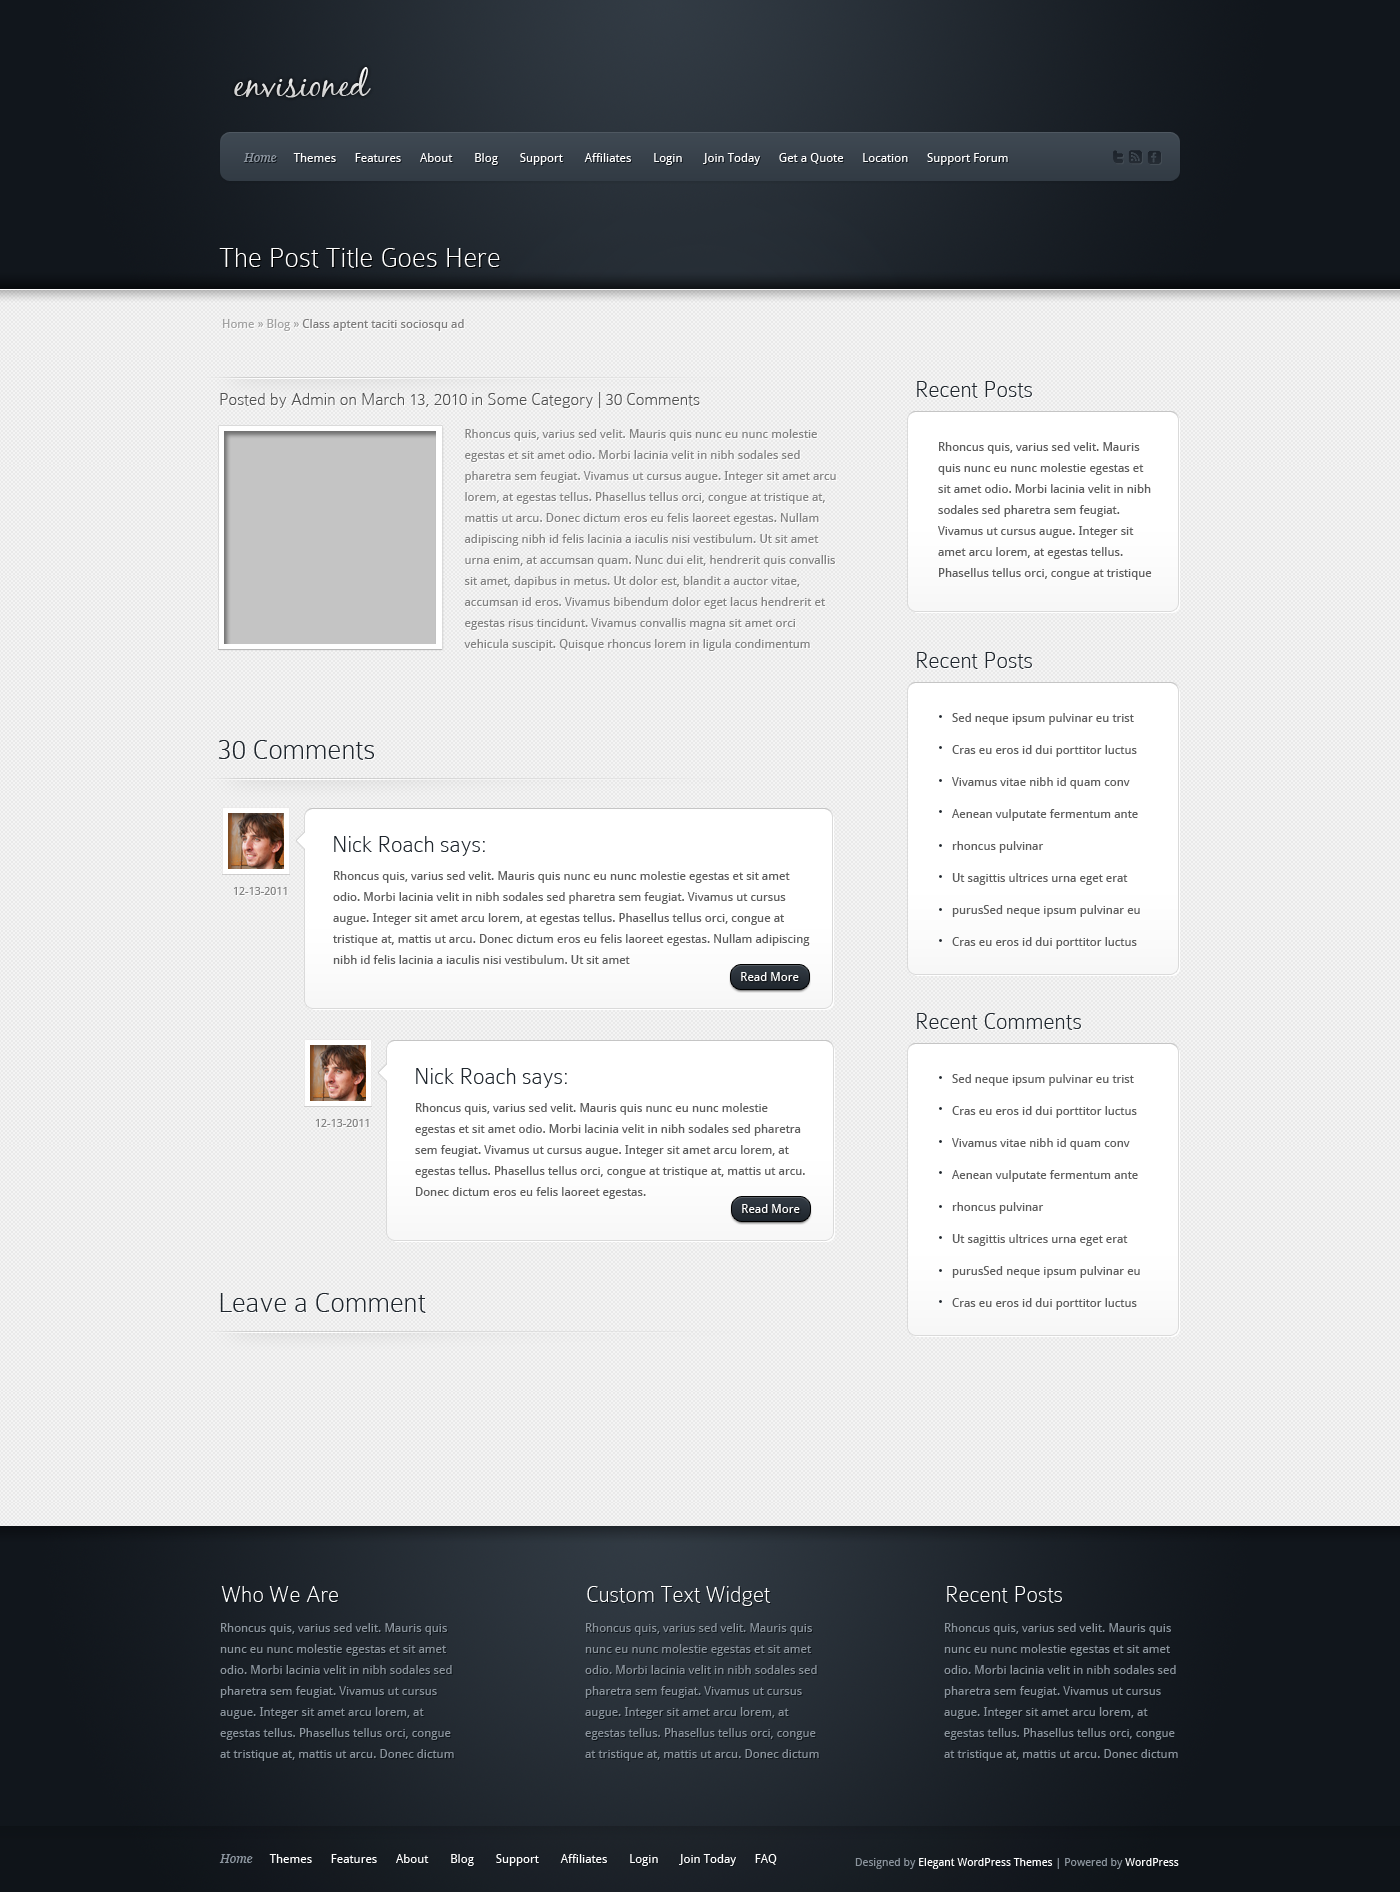 envisioned
Home Themes Features About Blog Support Affiliates Login Join Today Get a Quote Location Support Forum
The Post Title Goes Here
Home » Blog » Class aptent taciti sociosqu ad
Posted by Admin on March 13, 2010 in Some Category | 30 Comments
Rhoncus quis, varius sed velit. Mauris quis nunc eu nunc molestie
egestas et sit amet odio. Morbi lacinia velit in nibh sodales sed
pharetra sem feugiat. Vivamus ut cursus augue. Integer sit amet arcu
lorem, at egestas tellus. Phasellus tellus orci, congue at tristique at,
mattis ut arcu. Donec dictum eros eu felis laoreet egestas. Nullam
adipiscing nibh id felis lacinia a iaculis nisi vestibulum. Ut sit amet
urna enim, at accumsan quam. Nunc dui elit, hendrerit quis convallis
sit amet, dapibus in metus. Ut dolor est, blandit a auctor vitae,
accumsan id eros. Vivamus bibendum dolor eget lacus hendrerit et
egestas risus tincidunt. Vivamus convallis magna sit amet orci
vehicula suscipit. Quisque rhoncus lorem in ligula condimentum
30 Comments
Nick Roach says:
Rhoncus quis, varius sed velit. Mauris quis nunc eu nunc molestie egestas et sit amet
odio. Morbi lacinia velit in nibh sodales sed pharetra sem feugiat. Vivamus ut cursus
augue. Integer sit amet arcu lorem, at egestas tellus. Phasellus tellus orci, congue at
tristique at, mattis ut arcu. Donec dictum eros eu felis laoreet egestas. Nullam adipiscing
nibh id felis lacinia a iaculis nisi vestibulum. Ut sit amet
Read More
12-13-2011
Nick Roach says:
Rhoncus quis, varius sed velit. Mauris quis nunc eu nunc molestie
egestas et sit amet odio. Morbi lacinia velit in nibh sodales sed pharetra
sem feugiat. Vivamus ut cursus augue. Integer sit amet arcu lorem, at
egestas tellus. Phasellus tellus orci, congue at tristique at, mattis ut arcu.
Donec dictum eros eu felis laoreet egestas.
Read More
12-13-2011
Leave a Comment
Recent Posts
Rhoncus quis, varius sed velit. Mauris
quis nunc eu nunc molestie egestas et
sit amet odio. Morbi lacinia velit in nibh
sodales sed pharetra sem feugiat.
Vivamus ut cursus augue. Integer sit
amet arcu lorem, at egestas tellus.
Phasellus tellus orci, congue at tristique
Recent Posts
• Sed neque ipsum pulvinar eu trist
• Cras eu eros id dui porttitor luctus
• Vivamus vitae nibh id quam conv
• Aenean vulputate fermentum ante
• rhoncus pulvinar
• Ut sagittis ultrices urna eget erat
• purusSed neque ipsum pulvinar eu
• Cras eu eros id dui porttitor luctus
Recent Comments
• Sed neque ipsum pulvinar eu trist
• Cras eu eros id dui porttitor luctus
• Vivamus vitae nibh id quam conv
• Aenean vulputate fermentum ante
• rhoncus pulvinar
• Ut sagittis ultrices urna eget erat
• purusSed neque ipsum pulvinar eu
• Cras eu eros id dui porttitor luctus
Who We Are
Rhoncus quis, varius sed velit. Mauris quis
nunc eu nunc molestie egestas et sit amet
odio. Morbi lacinia velit in nibh sodales sed
pharetra sem feugiat. Vivamus ut cursus
augue. Integer sit amet arcu lorem, at
egestas tellus. Phasellus tellus orci, congue
at tristique at, mattis ut arcu. Donec dictum
Custom Text Widget
Rhoncus quis, varius sed velit. Mauris quis
nunc eu nunc molestie egestas et sit amet
odio. Morbi lacinia velit in nibh sodales sed
pharetra sem feugiat. Vivamus ut cursus
augue. Integer sit amet arcu lorem, at
egestas tellus. Phasellus tellus orci, congue
at tristique at, mattis ut arcu. Donec dictum
Recent Posts
Rhoncus quis, varius sed velit. Mauris quis
nunc eu nunc molestie egestas et sit amet
odio. Morbi lacinia velit in nibh sodales sed
pharetra sem feugiat. Vivamus ut cursus
augue. Integer sit amet arcu lorem, at
egestas tellus. Phasellus tellus orci, congue
at tristique at, mattis ut arcu. Donec dictum
Home Themes Features About Blog Support Affiliates Login Join Today FAQ
Designed by Elegant WordPress Themes | Powered by WordPress